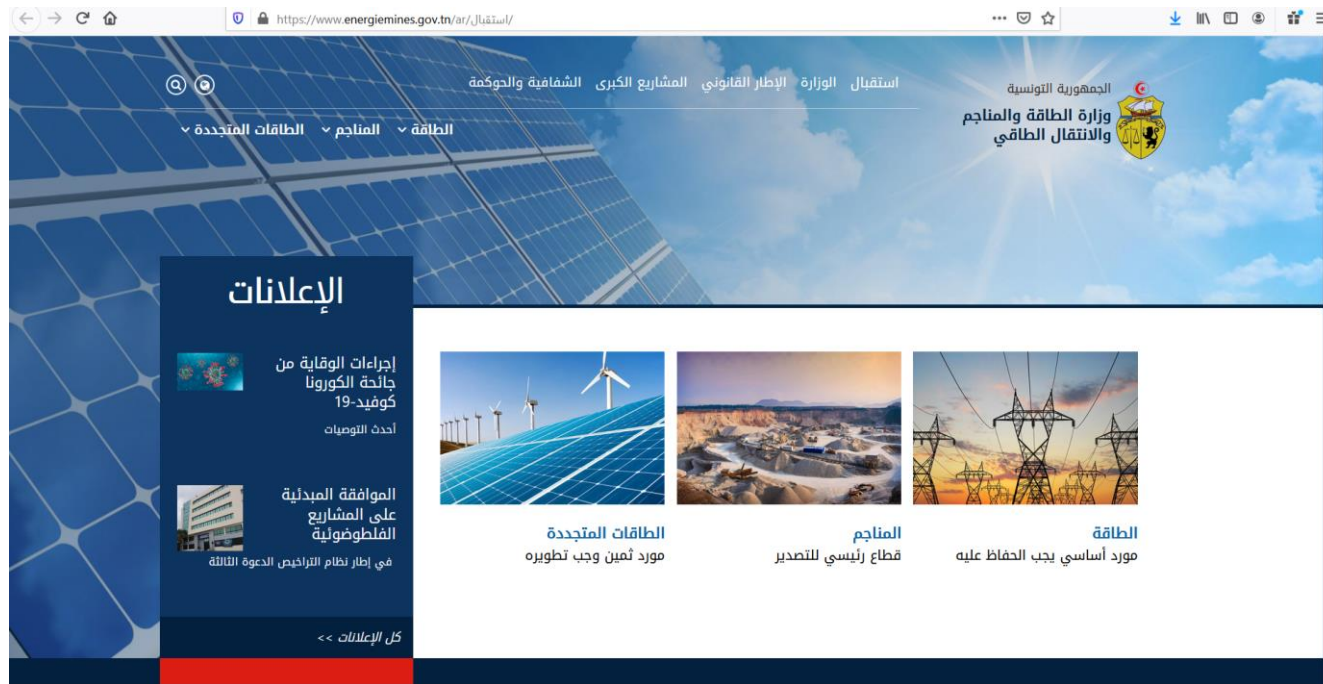 https://www.energiemines.gov.tn/ar/استقبال/
الجمهورية التونسية
وزارة الطاقة والمناجم
والانتقال الطاقي
استقبال الوزارة الإطار القانوني المشاريع الكبرى الشفافية والحوكمة
الطاقة المناجم الطاقات المتجددة
الإعلانات
إجراءات الوقاية من
جائحة الكورونا
كوفيد-19
أحدث التوصيات
الموافقة المبدئية
على المشاريع
الفلطوضوئية
في إطار نظام التراخيص الدعوة الثالثة
كل الإعلانات >>
الطاقة
مورد أساسي يجب الحفاظ عليه
المناجم
قطاع رئيسي للتصدير
الطاقات المتجددة
مورد ثمين وجب تطويره